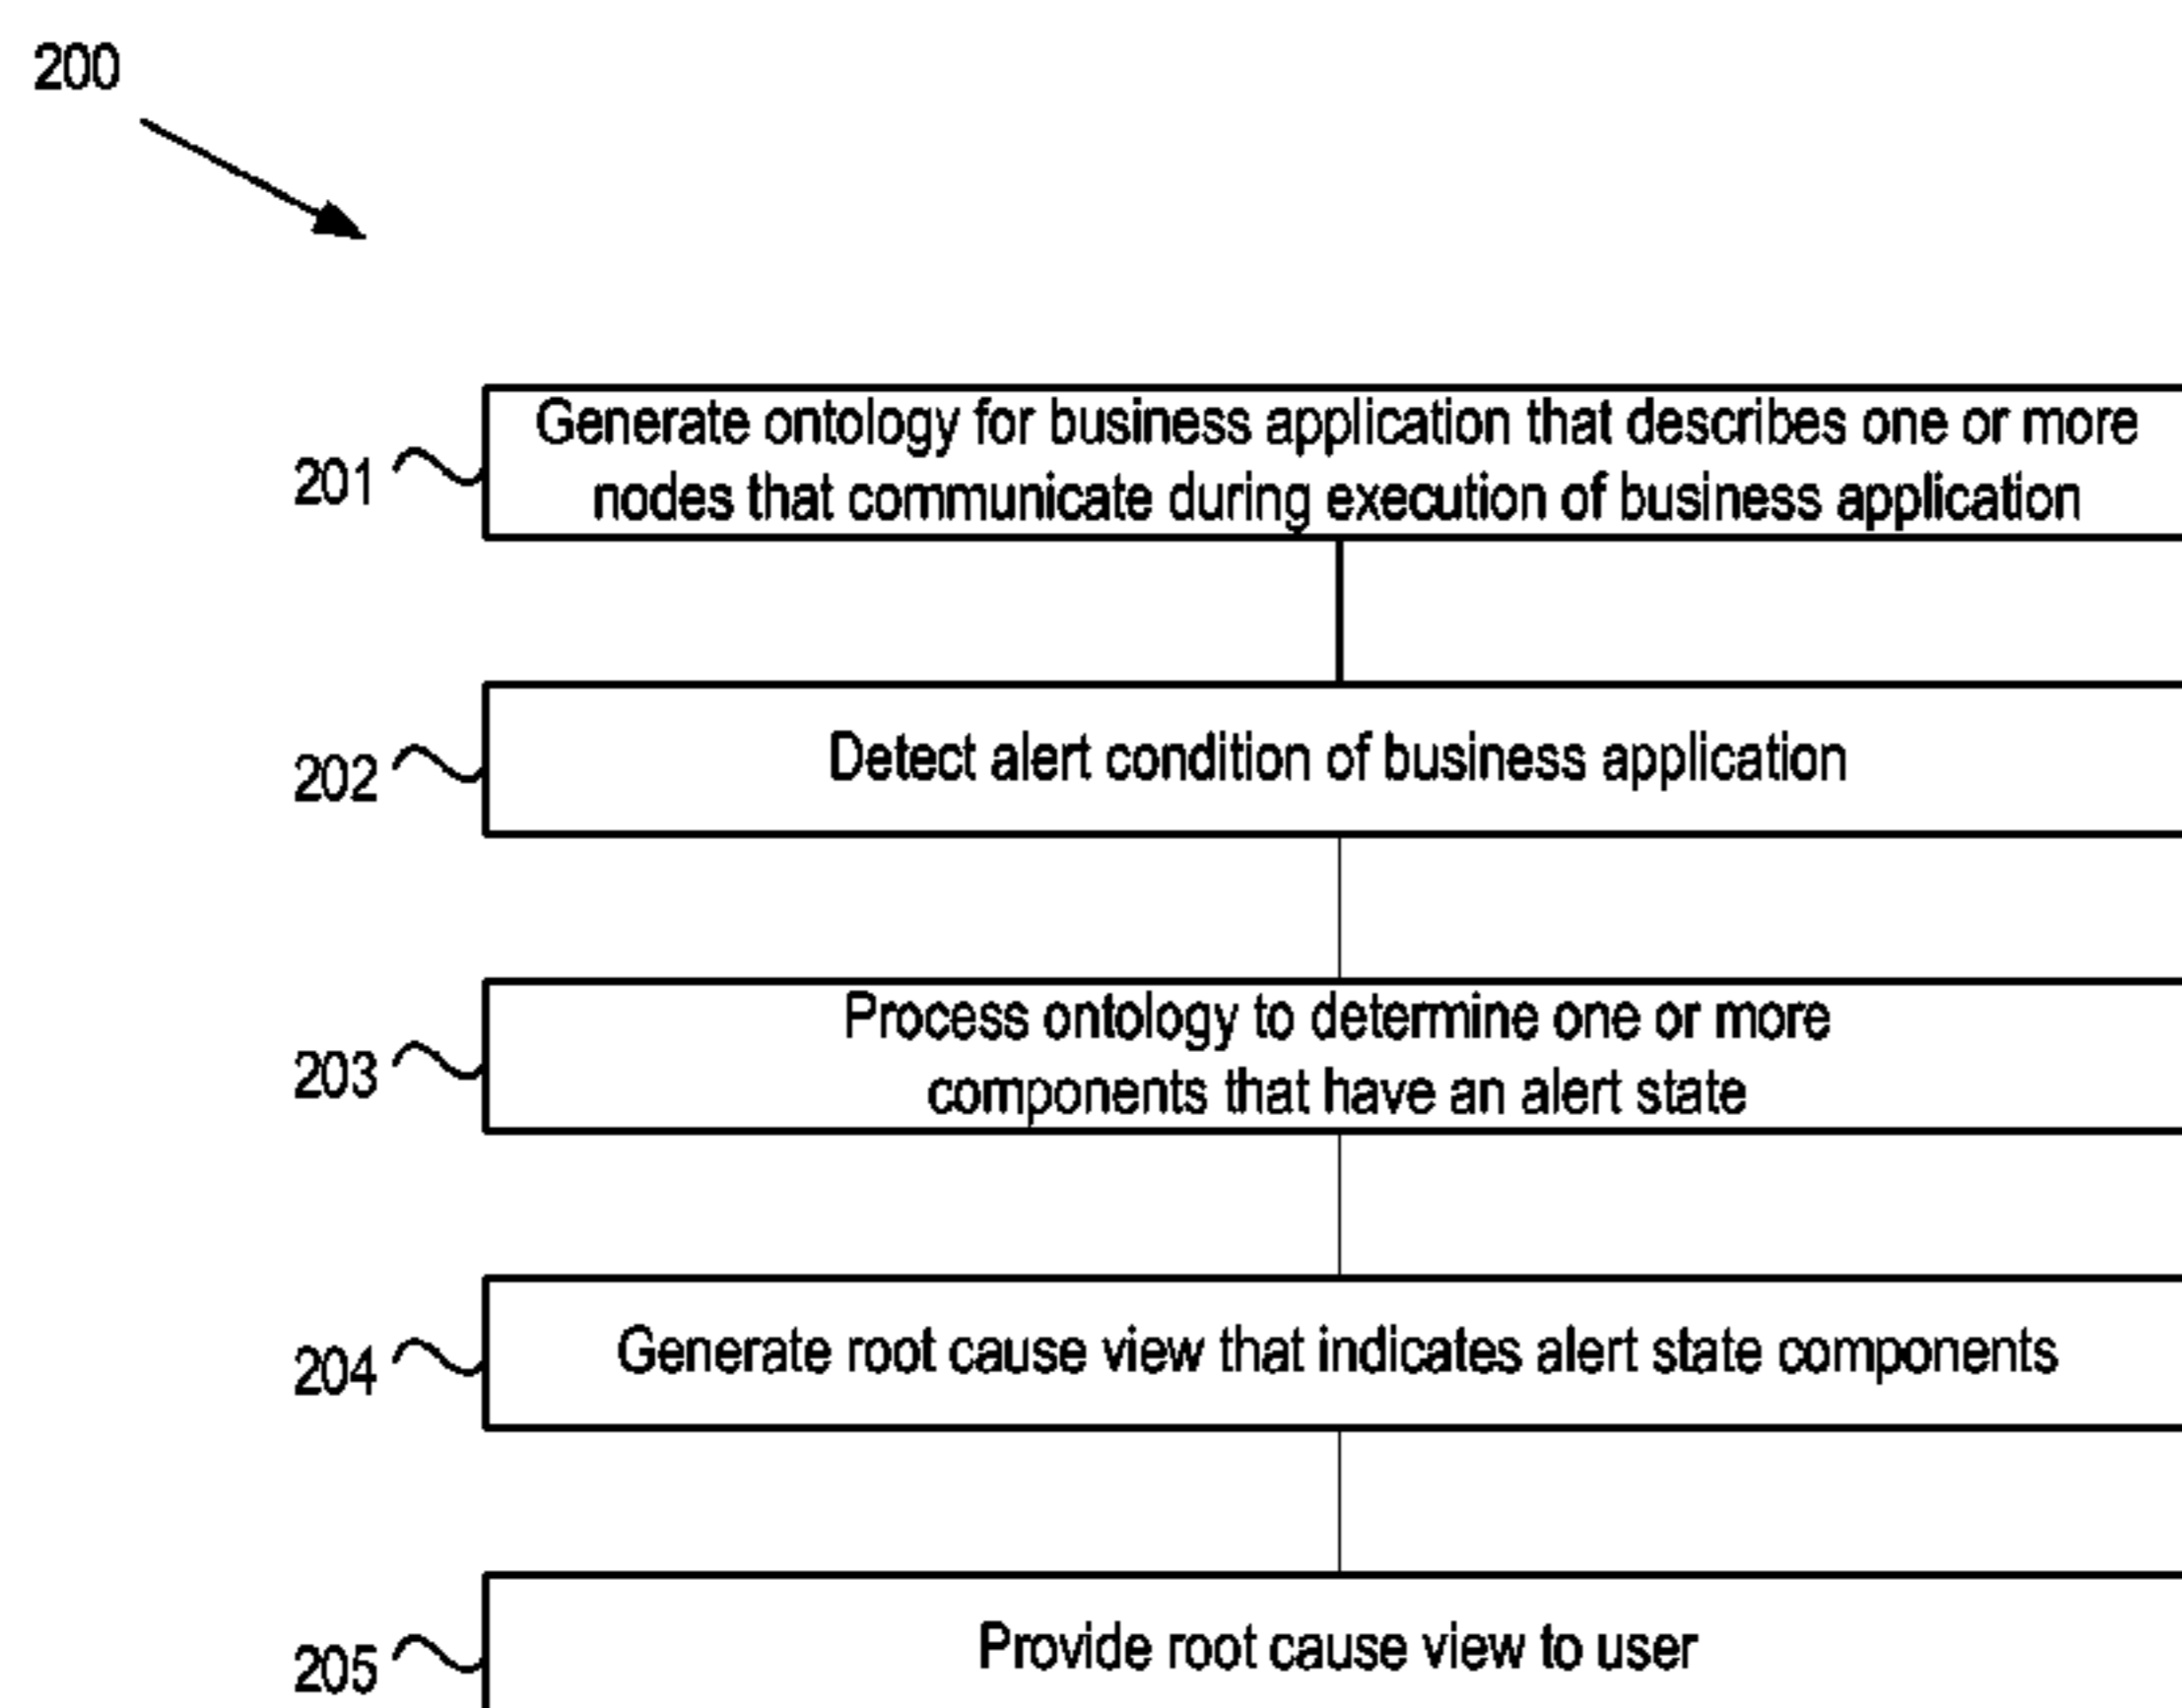 200
201
Generate ontology for business application that describes one or more
nodes that communicate during execution of business application
202
Detect alert condition of business application
203
Process ontology to determine one or more
components that have an alert state
204
Generate root cause view that indicates alert state components
205
Provide root cause view to user